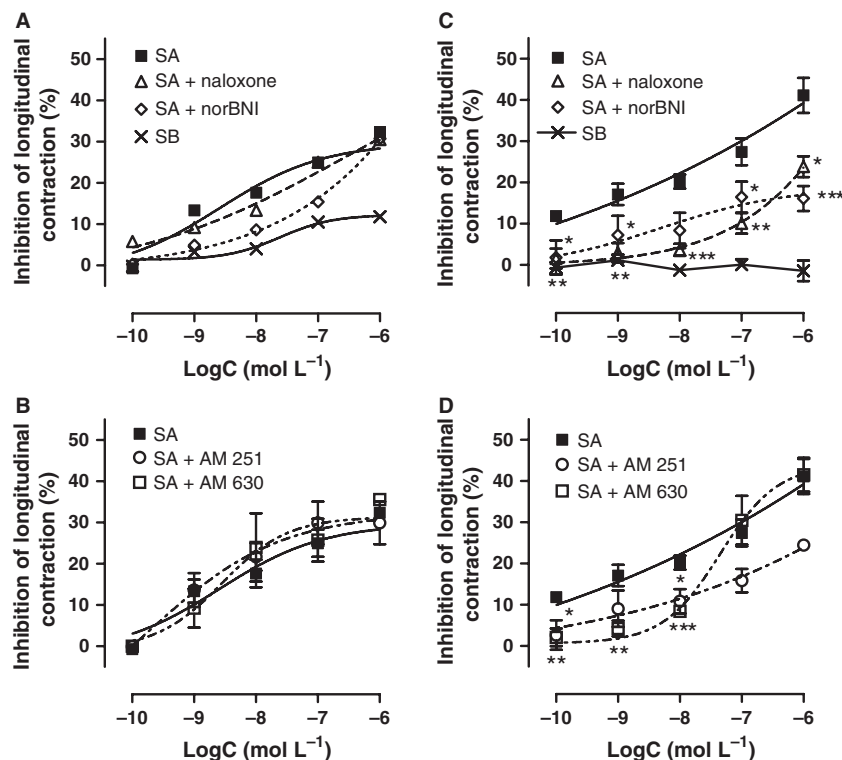 A
Inhibition of longitudinal
contraction (%)
50
40
30
20
10
0
SA
SA + naloxone
SA + norBNI
SB
–10
–9
–8
–7
–6
LogC (mol L⁻¹)
C
Inhibition of longitudinal
contraction (%)
50
40
30
20
10
0
SA
SA + naloxone
SA + norBNI
SB
*
**
*
**
***
*
**
*
***
–10
–9
–8
–7
–6
LogC (mol L⁻¹)
B
Inhibition of longitudinal
contraction (%)
50
40
30
20
10
0
SA
SA + AM 251
SA + AM 630
–10
–9
–8
–7
–6
LogC (mol L⁻¹)
D
Inhibition of longitudinal
contraction (%)
50
40
30
20
10
0
SA
SA + AM 251
SA + AM 630
*
**
**
*
***
–10
–9
–8
–7
–6
LogC (mol L⁻¹)